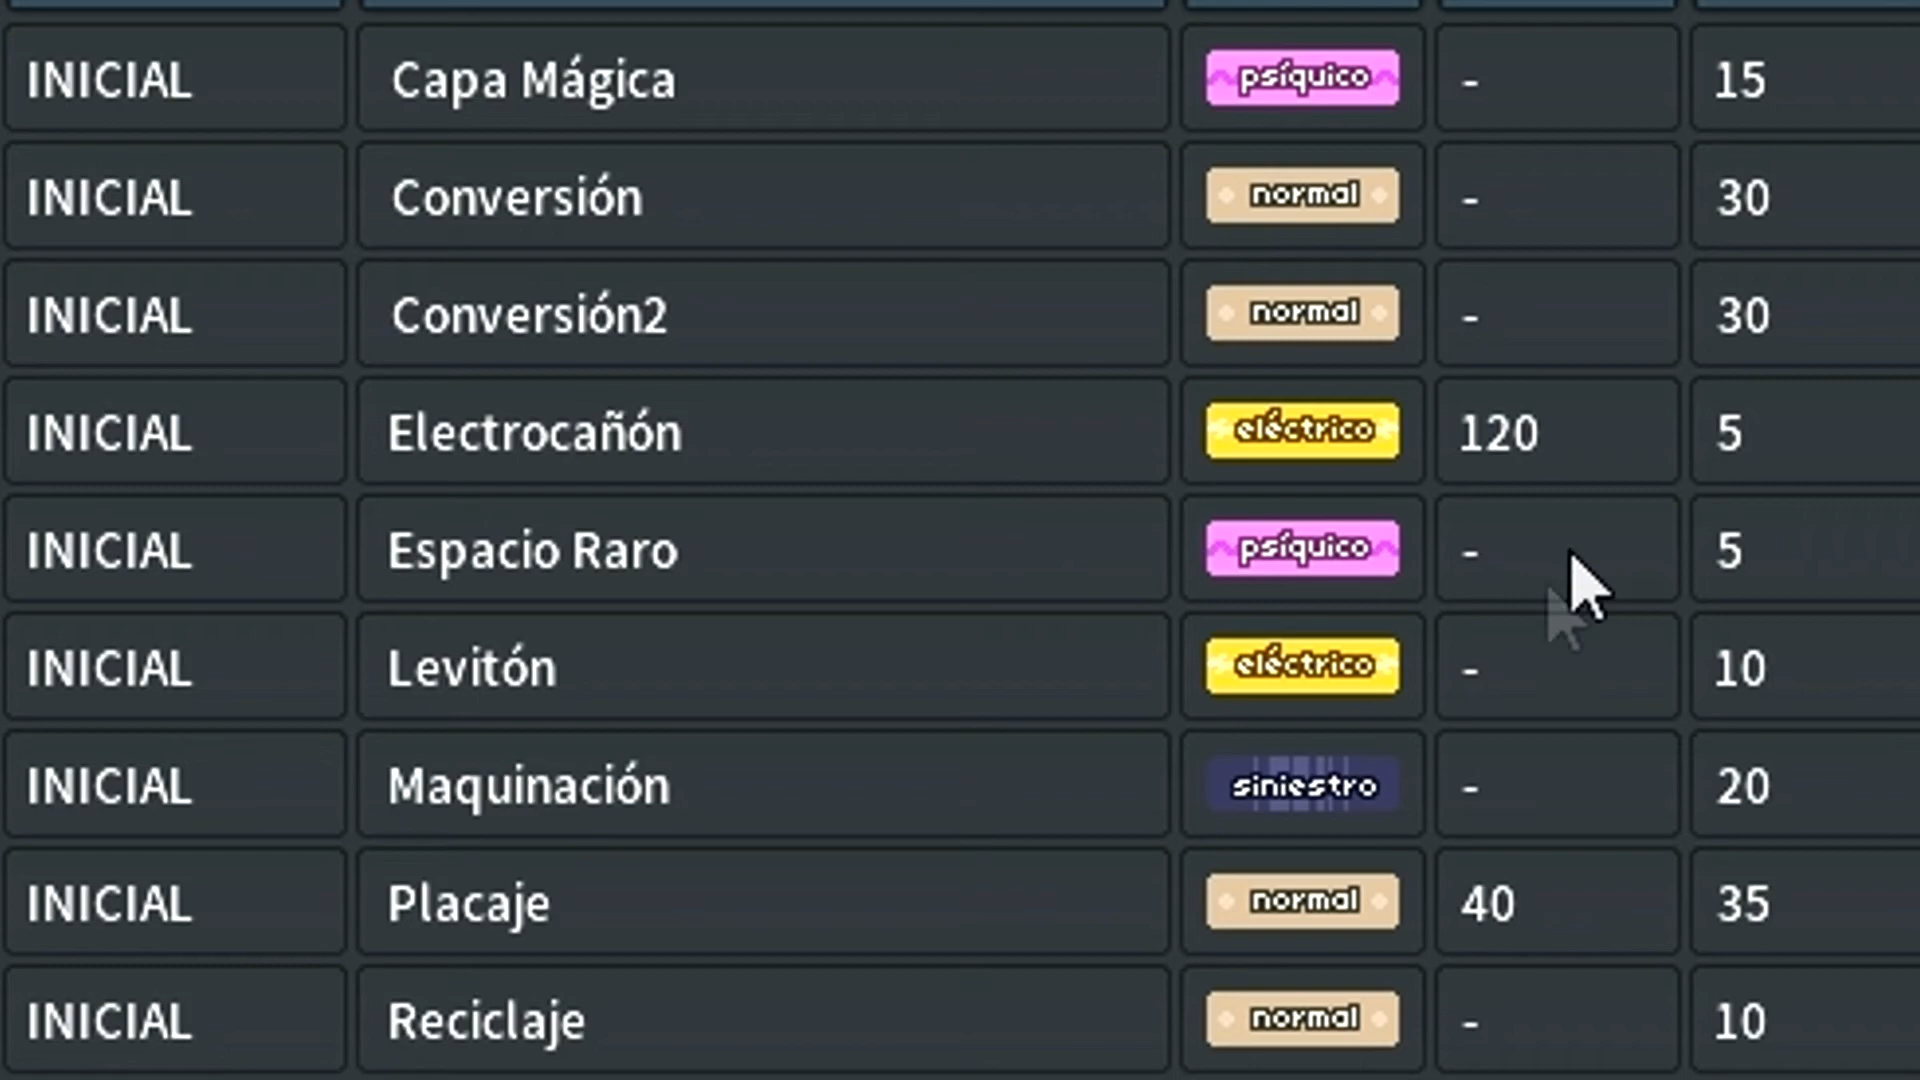 INICIAL Capa Mágica psíquico - 15
INICIAL Conversión normal - 30
INICIAL Conversión2 normal - 30
INICIAL Electrocañón eléctrico 120 5
INICIAL Espacio Raro psíquico - 5
INICIAL Levitón eléctrico - 10
INICIAL Maquinación siniestro - 20
INICIAL Placaje normal 40 35
INICIAL Reciclaje normal - 10